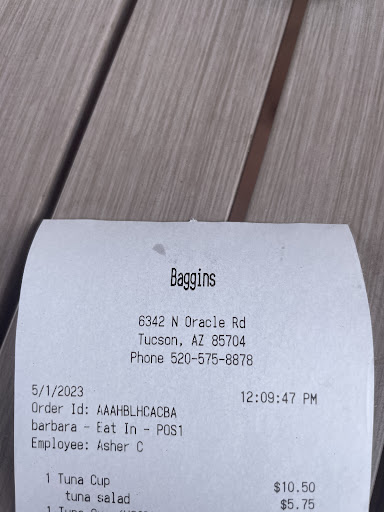 Baggins
6342 N Oracle Rd
Tucson, AZ 85704
Phone 520-575-8878
5/1/2023 12:09:47 PM
Order Id: AAAHBLHCACBA
barbara - Eat In - POS1
Employee: Asher C
1 Tuna Cup $10.50
tuna salad $5.75